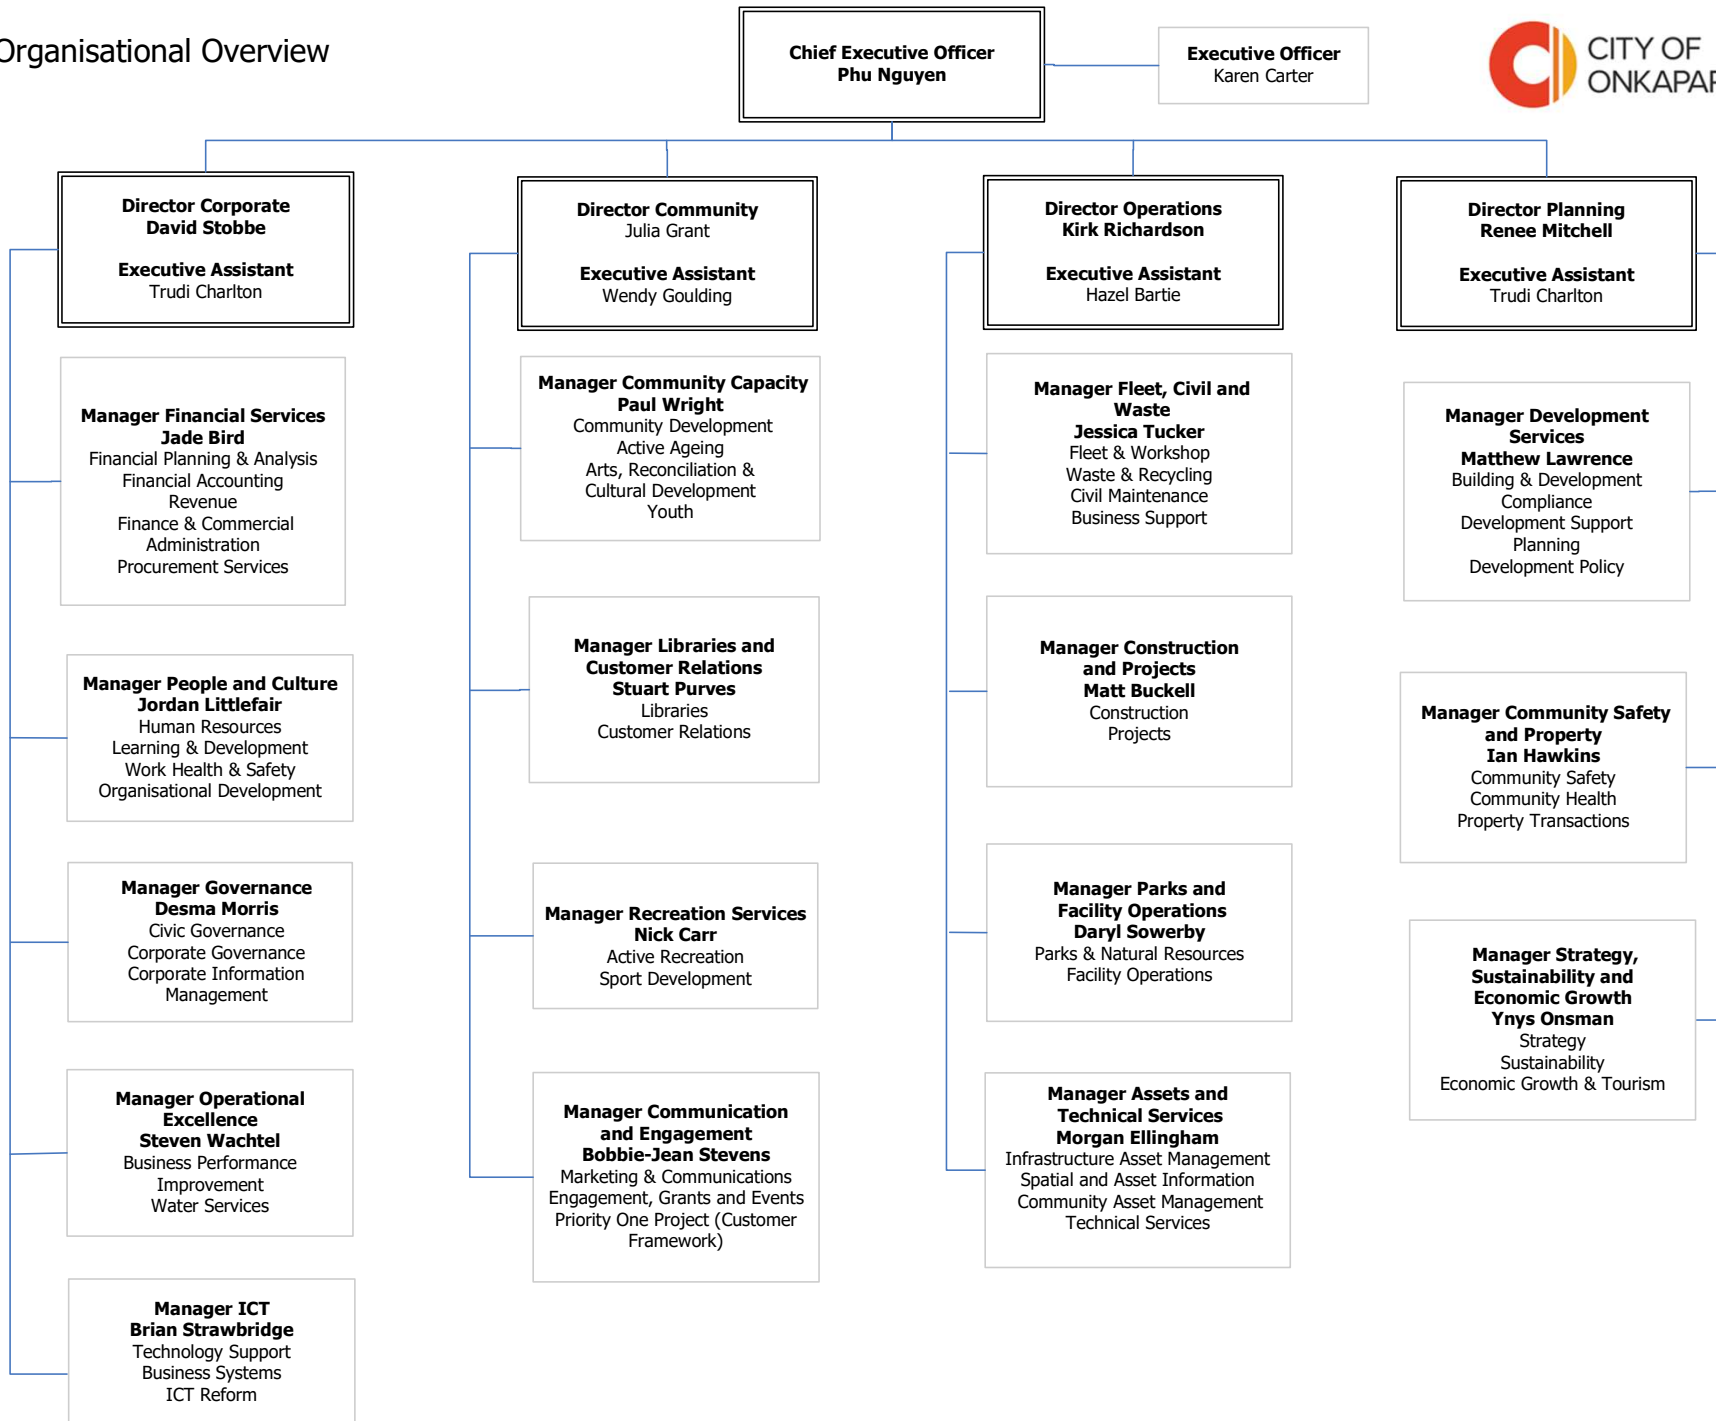 Organisational Overview
Chief Executive Officer
Phu Nguyen
Executive Officer
Karen Carter
CITY OF
Director Corporate
David Stobbe
Executive Assistant
Trudi Charlton
Manager Financial Services
Jade Bird
Financial Planning & Analysis
Financial Accounting
Revenue
Finance & Commercial
Administration
Procurement Services
Manager People and Culture
Jordan Littlefair
Human Resources
Learning & Development
Work Health & Safety
Organisational Development
Manager Governance
Desma Morris
Civic Governance
Corporate Governance
Corporate Information
Management
Manager Operational
Excellence
Steven Wachtel
Business Performance
Improvement
Water Services
Manager ICT
Brian Strawbridge
Technology Support
Business Systems
ICT Reform
Director Community
Julia Grant
Executive Assistant
Wendy Goulding
Manager Community Capacity
Paul Wright
Community Development
Active Ageing
Arts, Reconciliation &
Cultural Development
Youth
Manager Libraries and
Customer Relations
Stuart Purves
Libraries
Customer Relations
Manager Recreation Services
Nick Carr
Active Recreation
Sport Development
Manager Communication
and Engagement
Bobbie-Jean Stevens
Marketing & Communications
Engagement, Grants and Events
Priority One Project (Customer
Framework)
Director Operations
Kirk Richardson
Executive Assistant
Hazel Bartie
Manager Fleet, Civil and
Waste
Jessica Tucker
Fleet & Workshop
Waste & Recycling
Civil Maintenance
Business Support
Manager Construction
and Projects
Matt Buckell
Construction
Projects
Manager Parks and
Facility Operations
Daryl Sowerby
Parks & Natural Resources
Facility Operations
Manager Assets and
Technical Services
Morgan Ellingham
Infrastructure Asset Management
Spatial and Asset Information
Community Asset Management
Technical Services
Director Planning
Renee Mitchell
Executive Assistant
Trudi Charlton
Manager Development
Services
Matthew Lawrence
Building & Development
Compliance
Development Support
Planning
Development Policy
Manager Community Safety
and Property
Ian Hawkins
Community Safety
Community Health
Property Transactions
Manager Strategy,
Sustainability and
Economic Growth
Ynys Onsman
Strategy
Sustainability
Economic Growth & Tourism